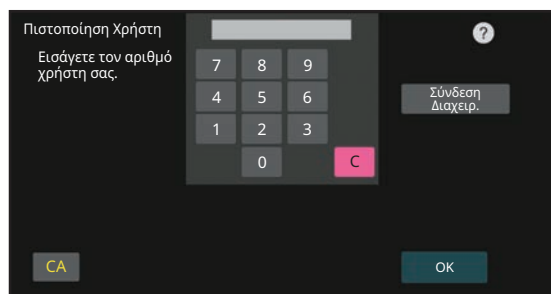 Πιστοποίηση Χρήστη
?
Εισάγετε τον αριθμό
χρήστη σας.
7 8 9
4 5 6
1 2 3
0 C
Σύνδεση
Διαχειρ.
CA
OK